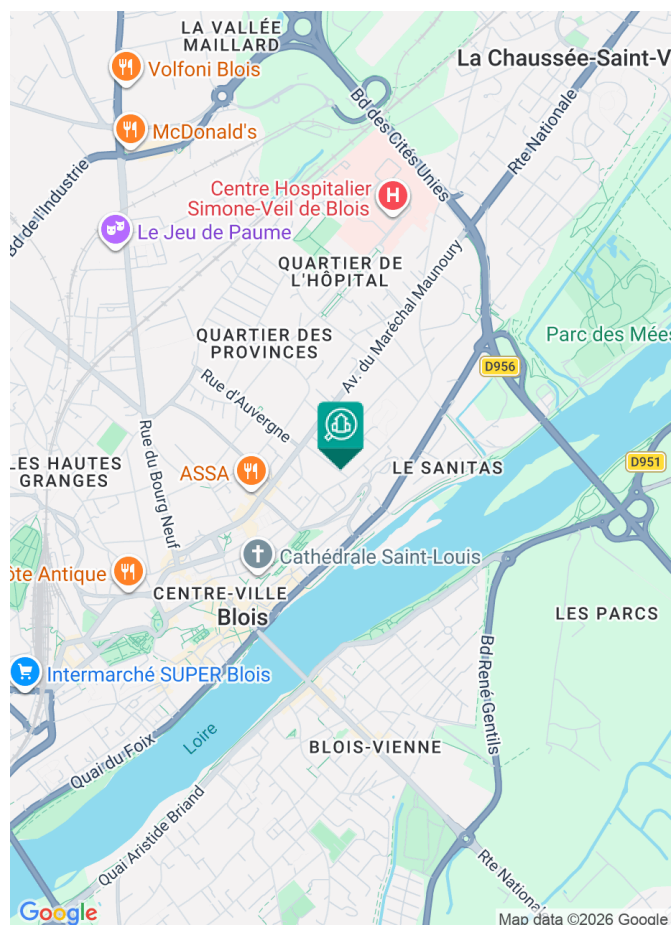 LA VALLÉE
MAILLARD
La Chaussée-Saint-V
Volfoni Blois
McDonald's
Bd des Cités Unies
Rte Nationale
Bd de l'Industrie
Centre Hospitalier
Simone-Veil de Blois
H
Le Jeu de Paume
QUARTIER DE
L'HÔPITAL
Av. du Maréchal Maunoury
QUARTIER DES
PROVINCES
Parc des Mées
D956
Rue d'Auvergne
Rue du Bourg Neuf
LES HAUTES
GRANGES
ASSA
LE SANITAS
D951
Cathédrale Saint-Louis
ôte Antique
CENTRE-VILLE
Blois
LES PARCS
Bd René Gentils
Intermarché SUPER Blois
Loire
Quai du Foix
BLOIS-VIENNE
Quai Aristide Briand
Rte National
Google
Map data ©2026 Google